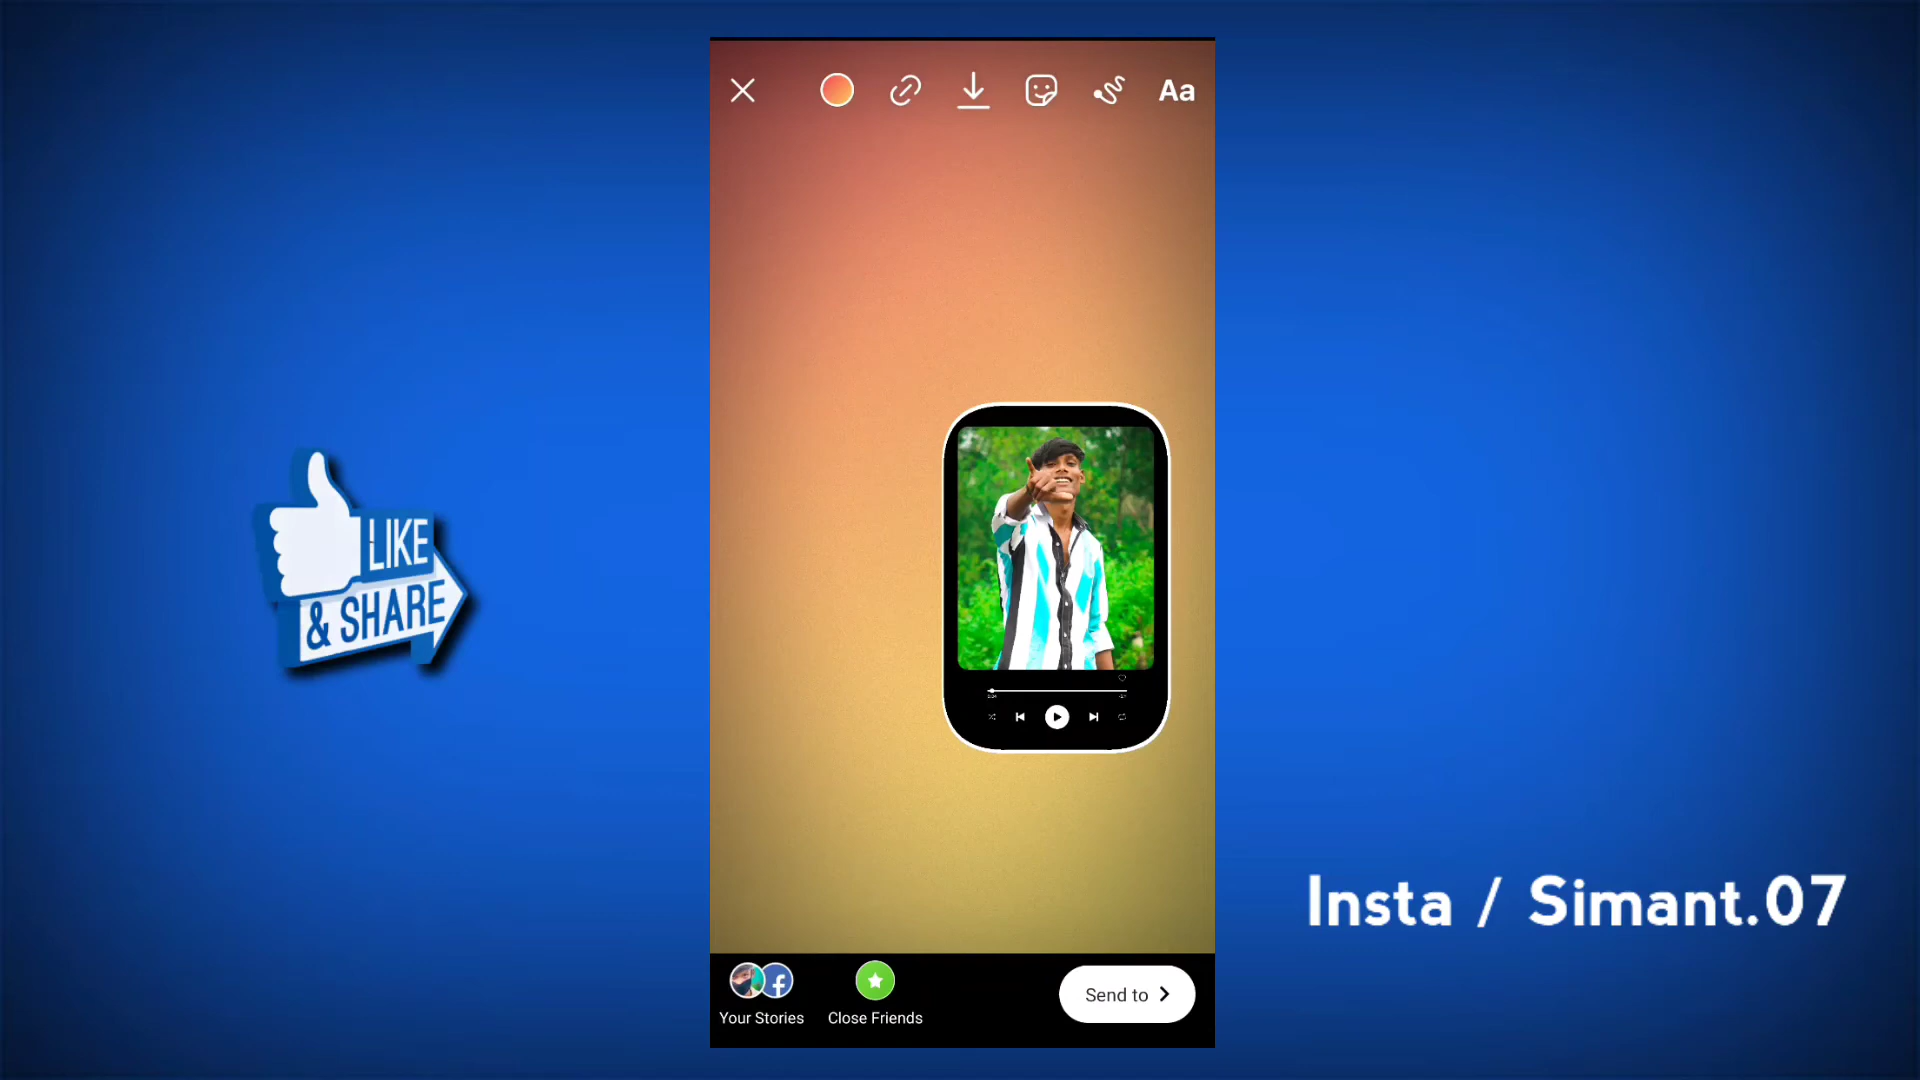 Aa
LIKE
& SHARE
Insta / Simant.07
Your Stories
Close Friends
Send to